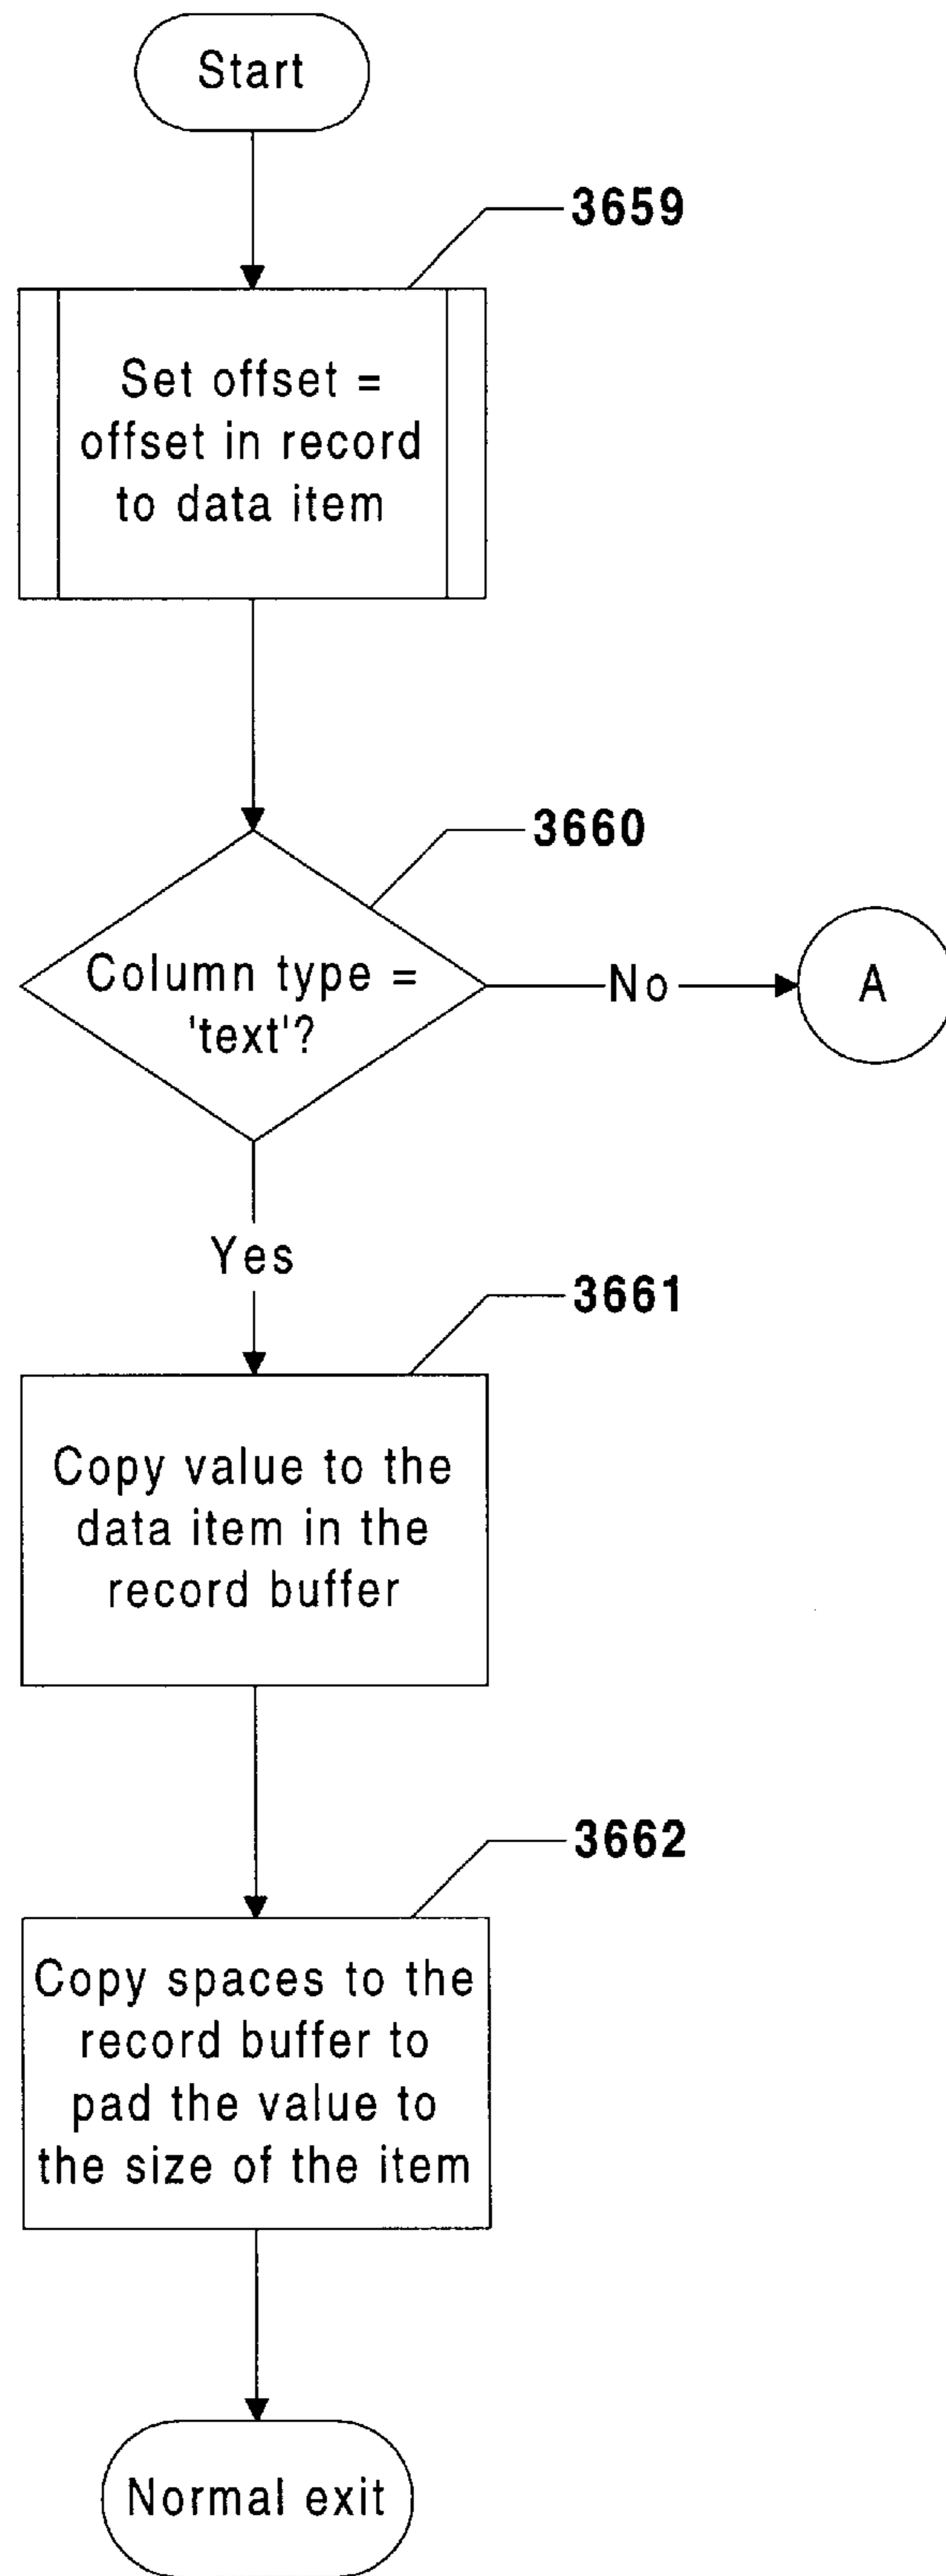 Start
3659
Set offset =
offset in record
to data item
3660
Column type =
'text'?
No
A
Yes
3661
Copy value to the
data item in the
record buffer
3662
Copy spaces to the
record buffer to
pad the value to
the size of the item
Normal exit